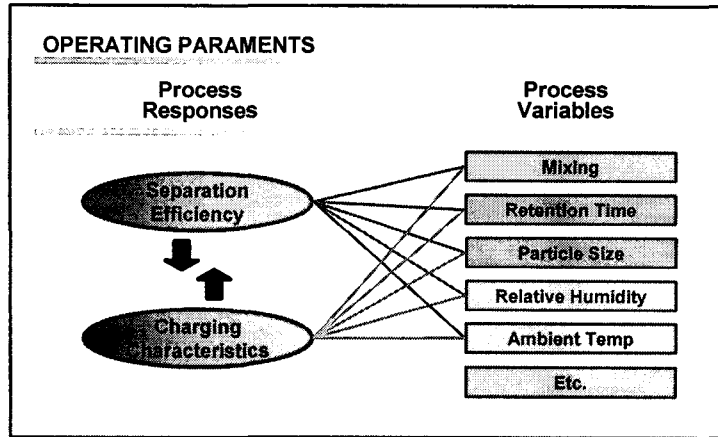 OPERATING PARAMENTS
Process
Responses
Process
Variables
Separation
Efficiency
Charging
Characteristics
Mixing
Retention Time
Particle Size
Relative Humidity
Ambient Temp
Etc.